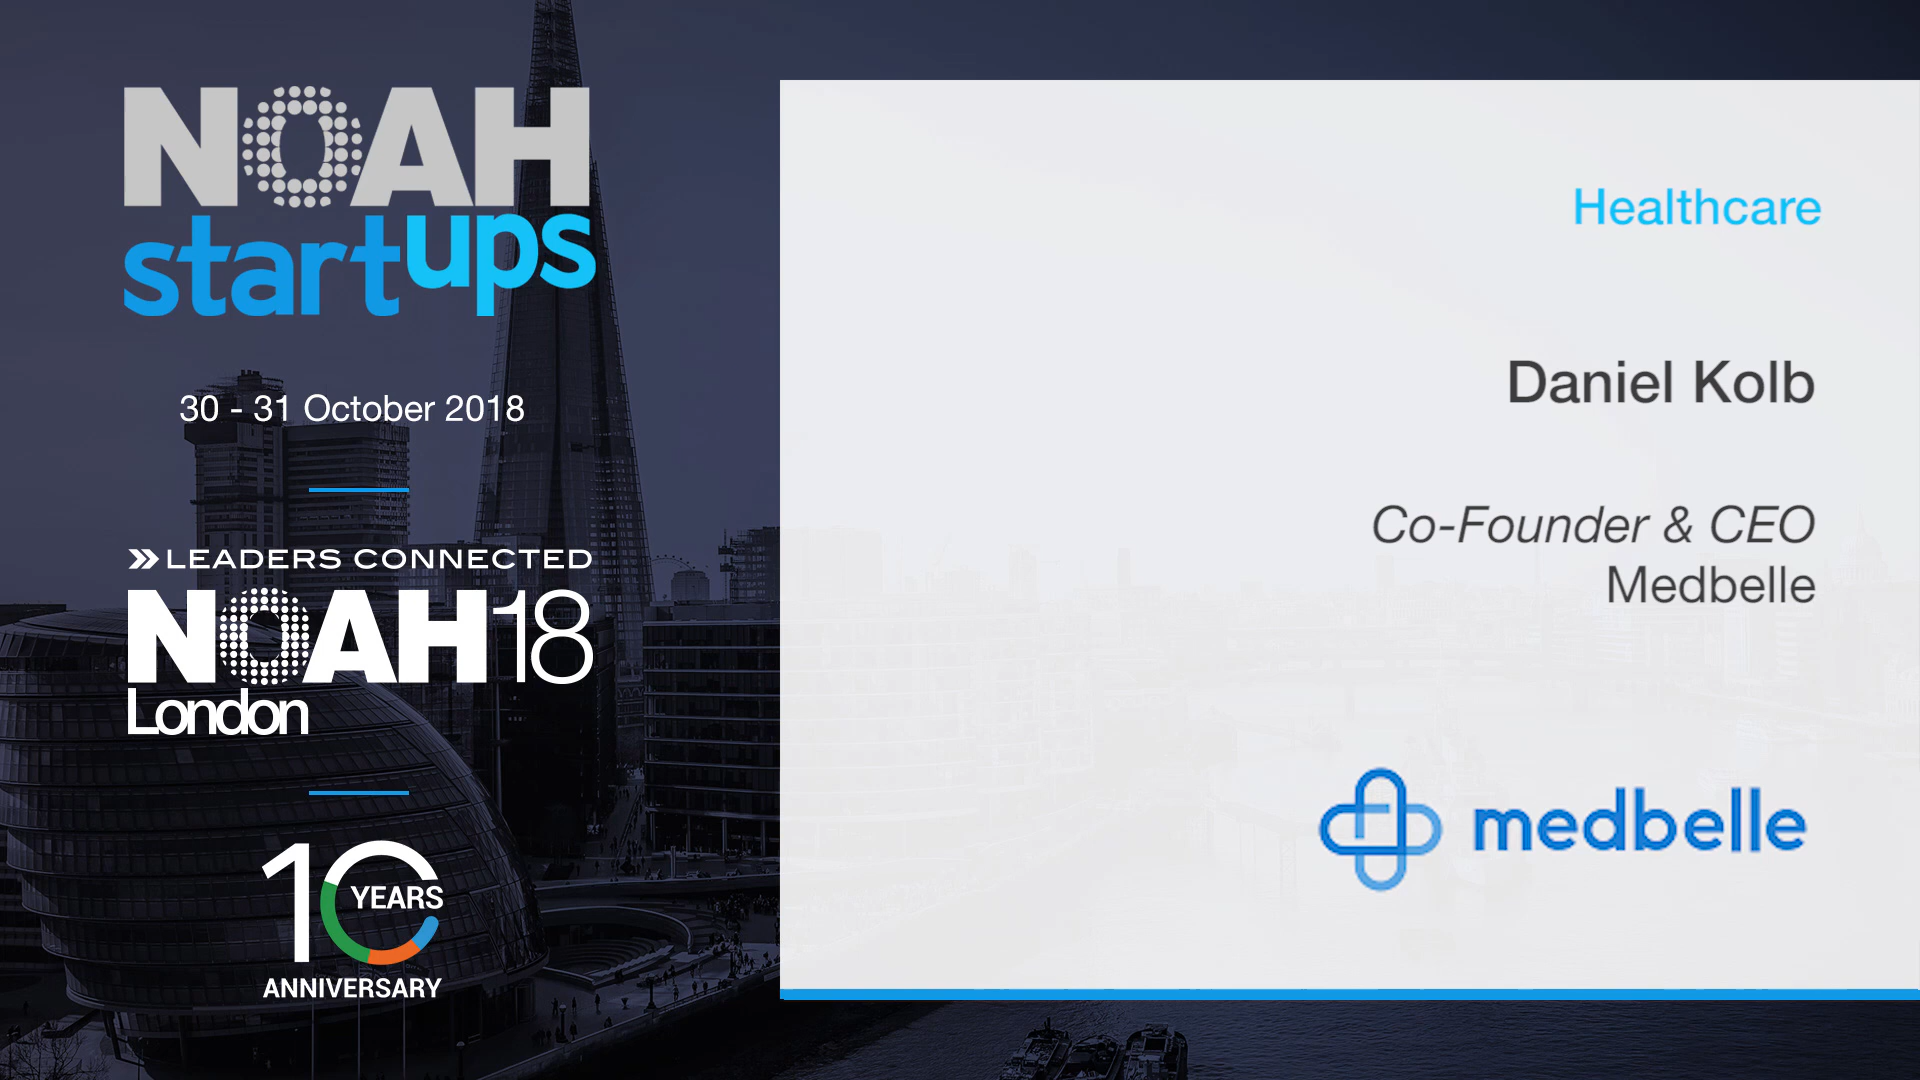 NOAH
startups
30 - 31 October 2018
LEADERS CONNECTED
NOAH18
London
10
YEARS
ANNIVERSARY
Healthcare
Daniel Kolb
Co-Founder & CEO
Medbelle
medbelle